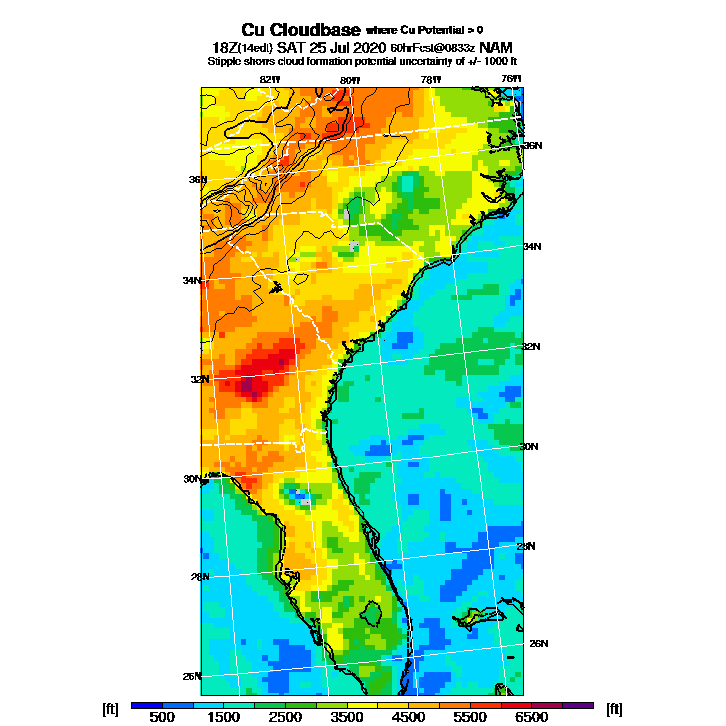 Cu Cloudbase where Cu Potential > 0
18Z(14edt) SAT 25 Jul 2020 60hrFcst@0833z NAM
Stipple shows cloud formation potential uncertainty of +/- 1000 ft
82W 80W 78W 76W
36N
36N
34N
34N
32N
32N
30N
30N
28N
28N
26N
26N
[ft] [ft]
500 1500 2500 3500 4500 5500 6500